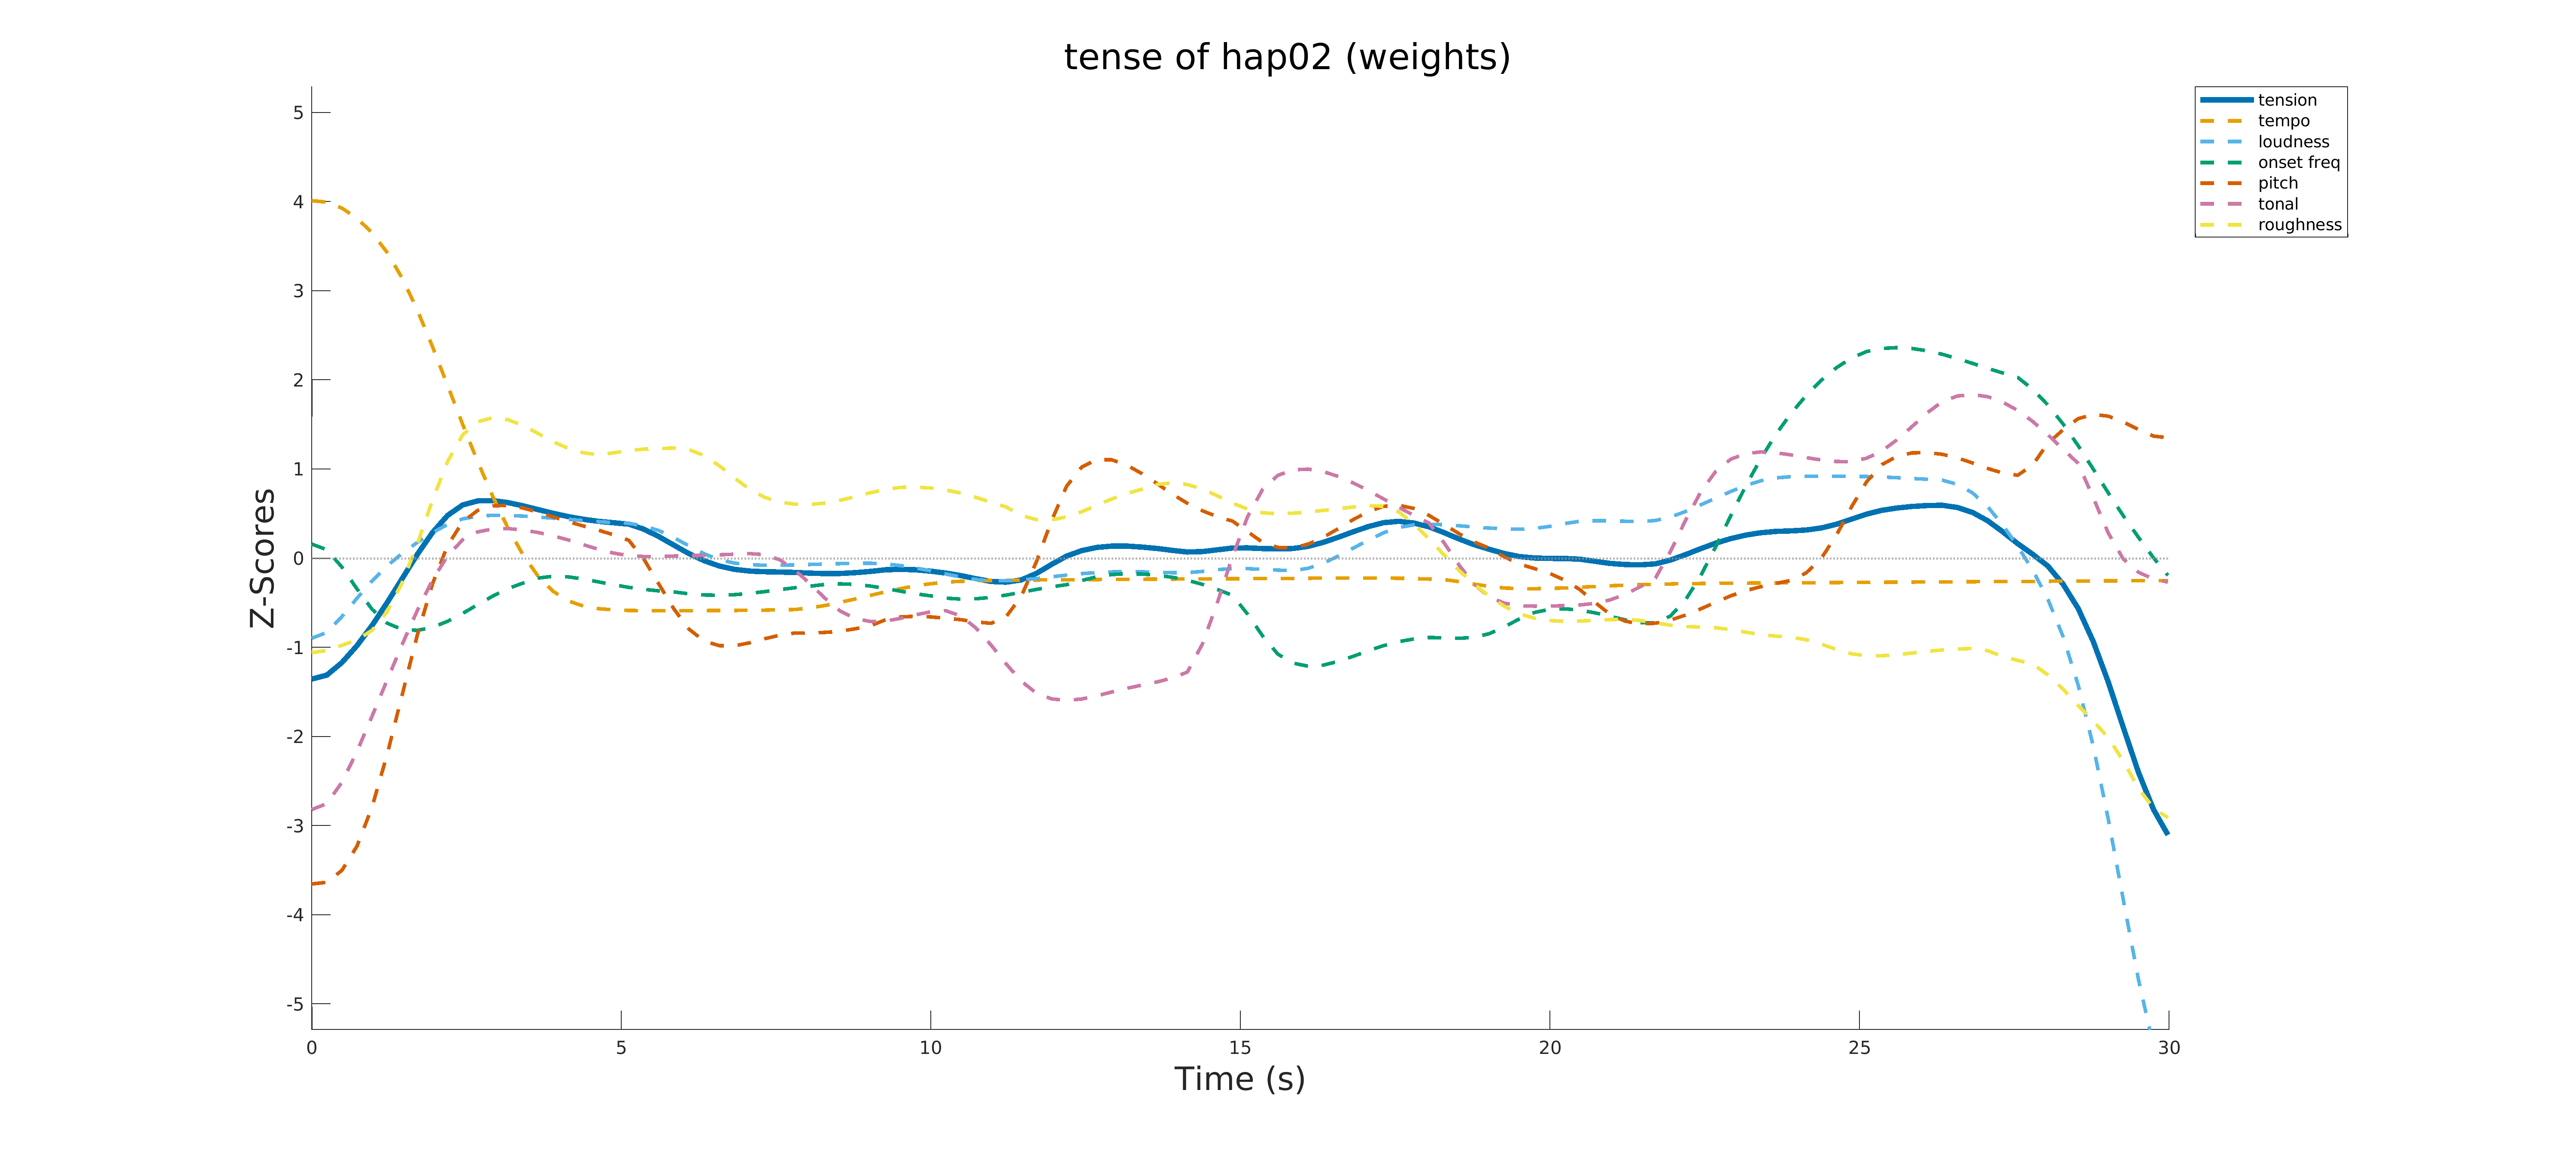 tense of hap02 (weights)
tension
tempo
loudness
onset freq
pitch
tonal
roughness
Z-Scores
5
4
3
2
1
0
-1
-2
-3
-4
-5
0 5 10 15 20 25 30
Time (s)